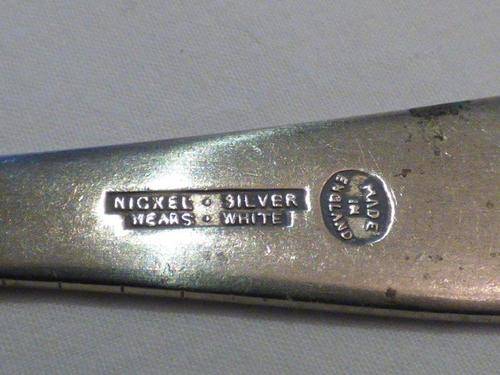 NICKEL · SILVER
WEARS · WHITE
MADE
IN
ENGLAND